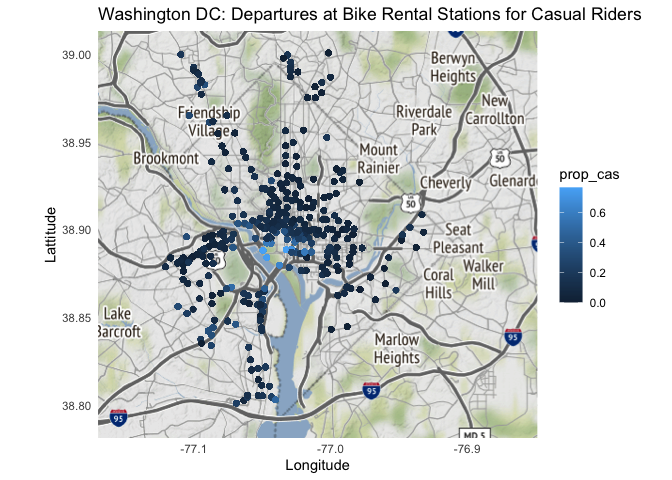 Washington DC: Departures at Bike Rental Stations for Casual Riders
39.00
38.95
38.90
38.85
38.80
Lattitude
Berwyn
Heights
New
Carrollton
Riverdale
Park
Friendship
Village
Mount
Rainier
Brookmont
50
Cheverly
Glenard
50
Seat
Pleasant
Walker
Mill
Coral
Hills
Lake
Barcroft
Marlow
Heights
95
95
95
MD 5
-77.1
-77.0
-76.9
Longitude
prop_cas
0.6
0.4
0.2
0.0